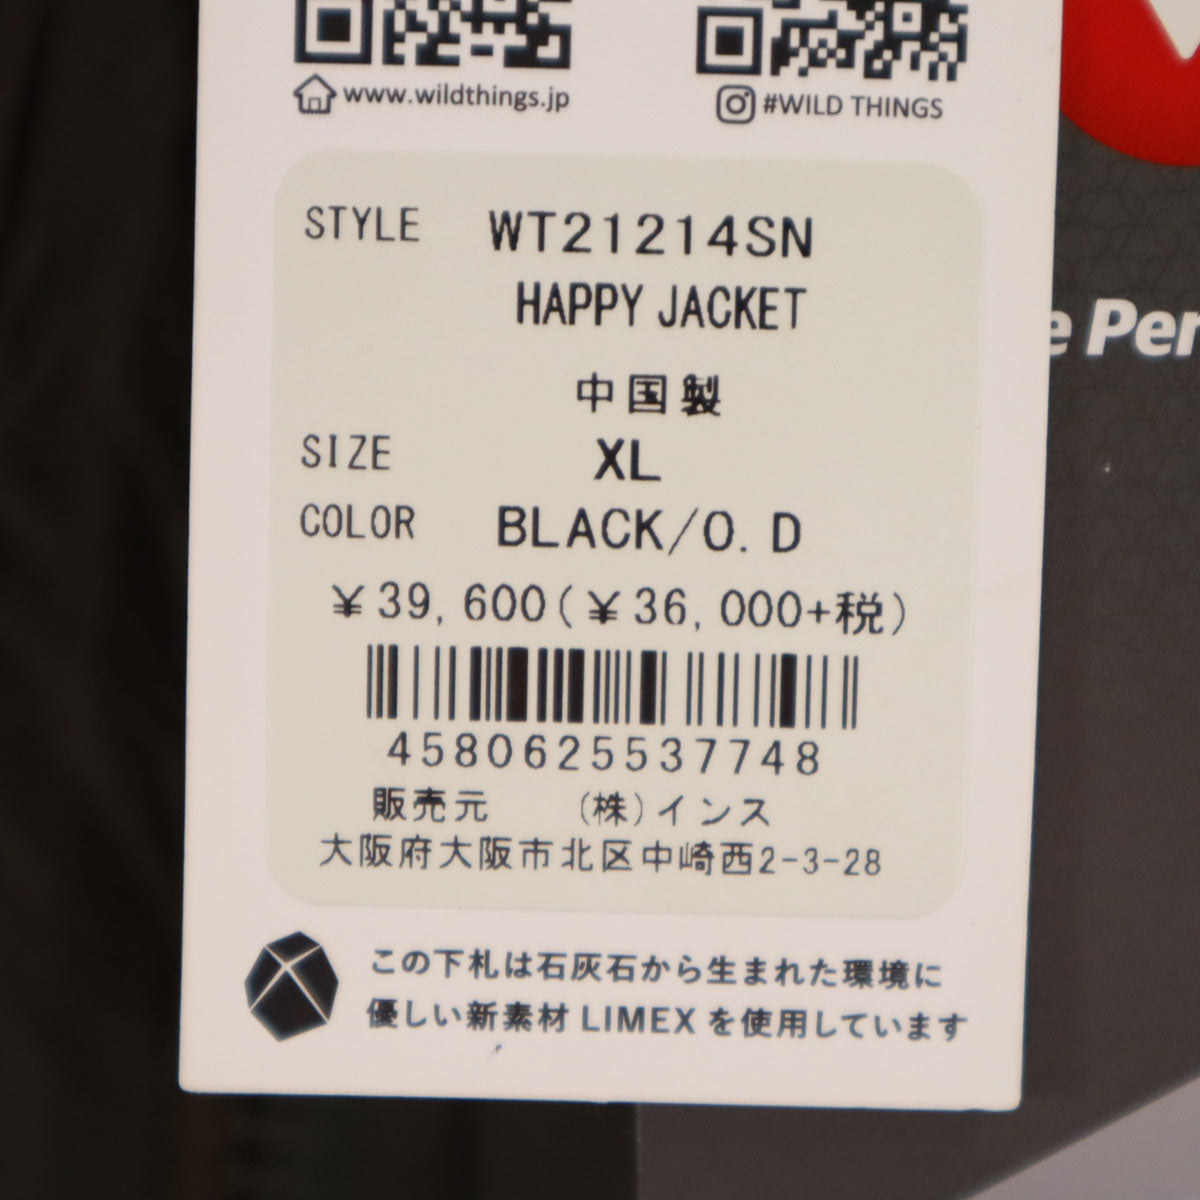 www.wildthings.jp
#WILD THINGS
STYLE WT21214SN
HAPPY JACKET
中国製
SIZE XL
COLOR BLACK/O.D
¥39,600(¥36,000+税)
4580625537748
販売元 (株)インス
大阪府大阪市北区中崎西2-3-28
この下札は石灰石から生まれた環境に
優しい新素材 LIMEX を使用しています
e Per